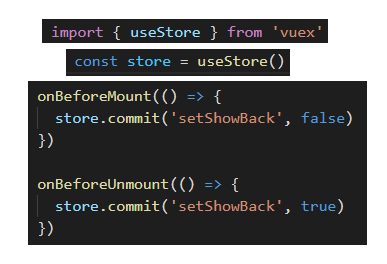 import { useStore } from 'vuex'
const store = useStore()
onBeforeMount(() => {
  store.commit('setShowBack', false)
})
onBeforeUnmount(() => {
  store.commit('setShowBack', true)
})